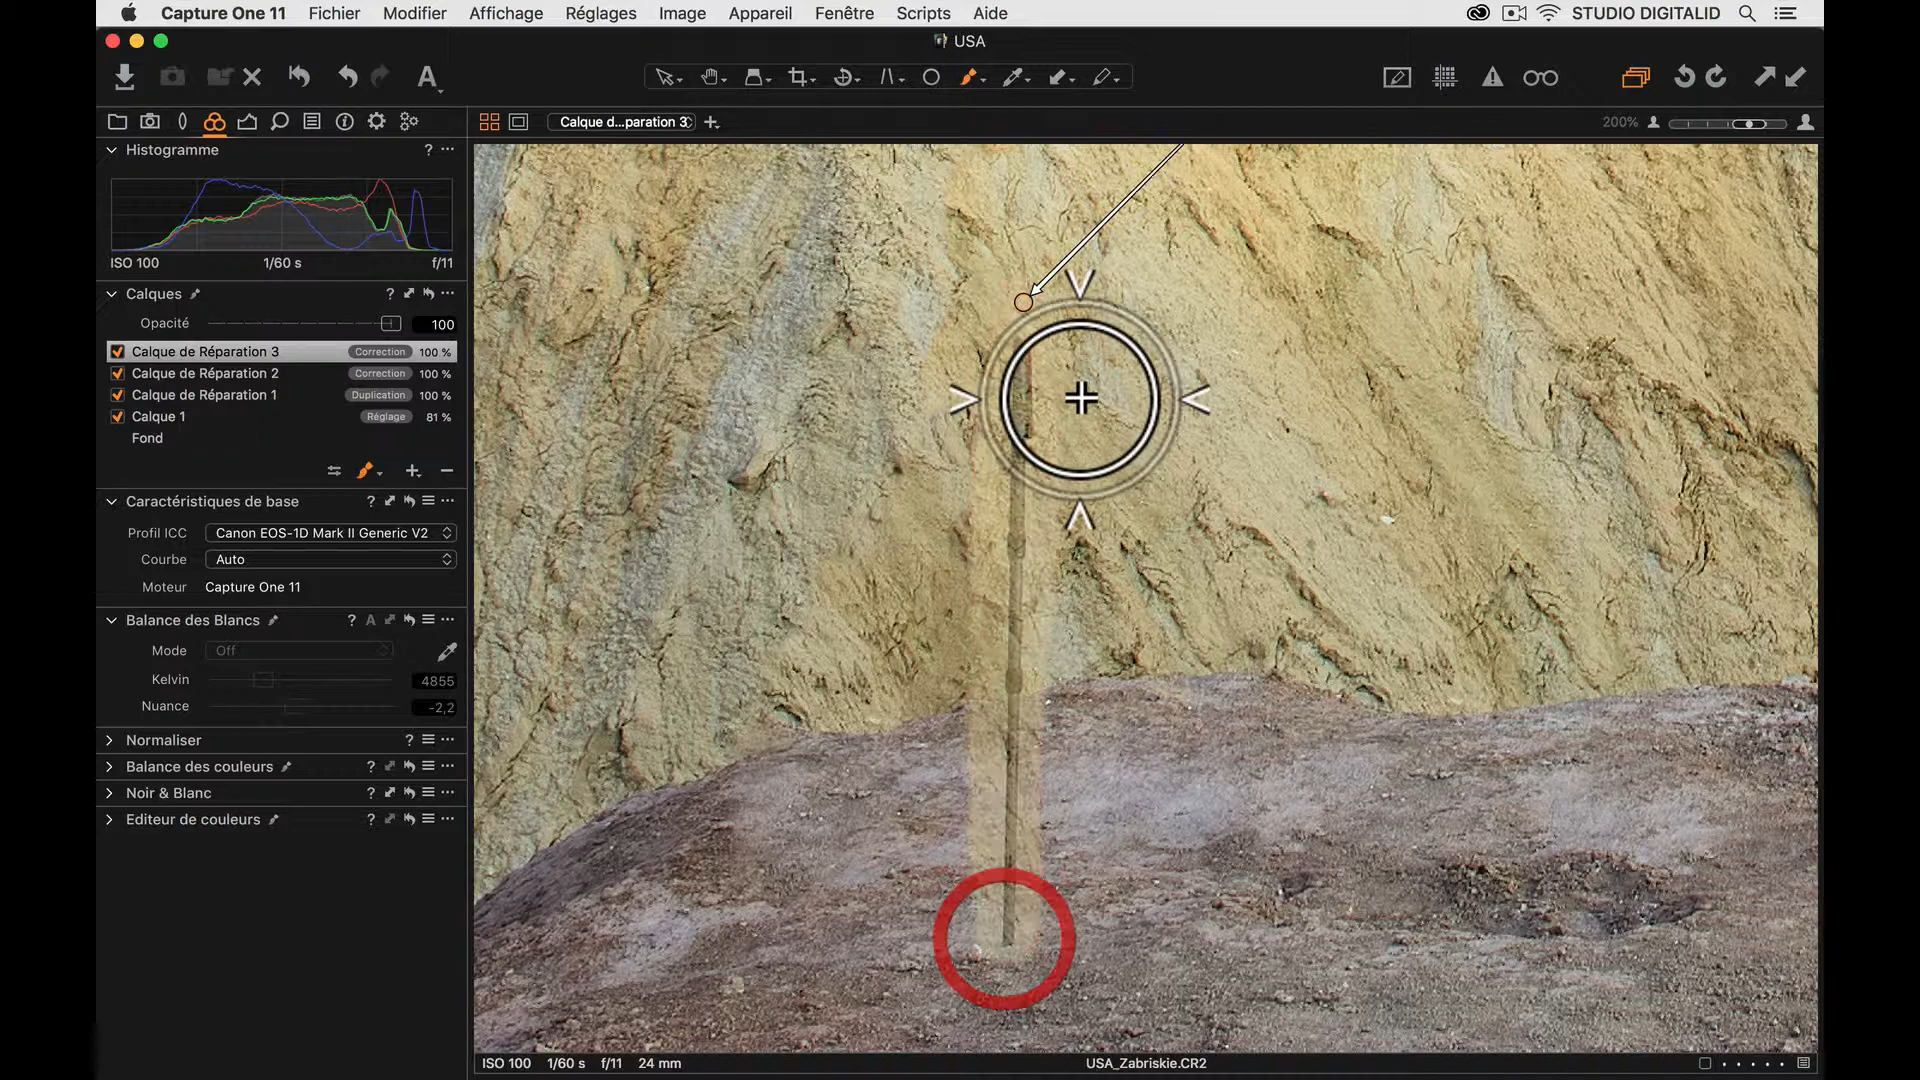 Capture One 11 Fichier Modifier Affichage Réglages Image Appareil Fenêtre Scripts Aide STUDIO DIGITALID
USA
A
Calque d...paration 3
200%
Histogramme ?
ISO 100 1/60 s f/11
Calques ?
Opacité 100
Calque de Réparation 3 Correction 100 %
Calque de Réparation 2 Correction 100 %
Calque de Réparation 1 Duplication 100 %
Calque 1 Réglage 81 %
Fond
Caractéristiques de base ?
Profil ICC Canon EOS-1D Mark II Generic V2
Courbe Auto
Moteur Capture One 11
Balance des Blancs ? A
Mode Off
Kelvin 4855
Nuance -2,2
Normaliser ?
Balance des couleurs ?
Noir & Blanc ?
Editeur de couleurs ?
ISO 100 1/60 s f/11 24 mm USA_Zabriskie.CR2